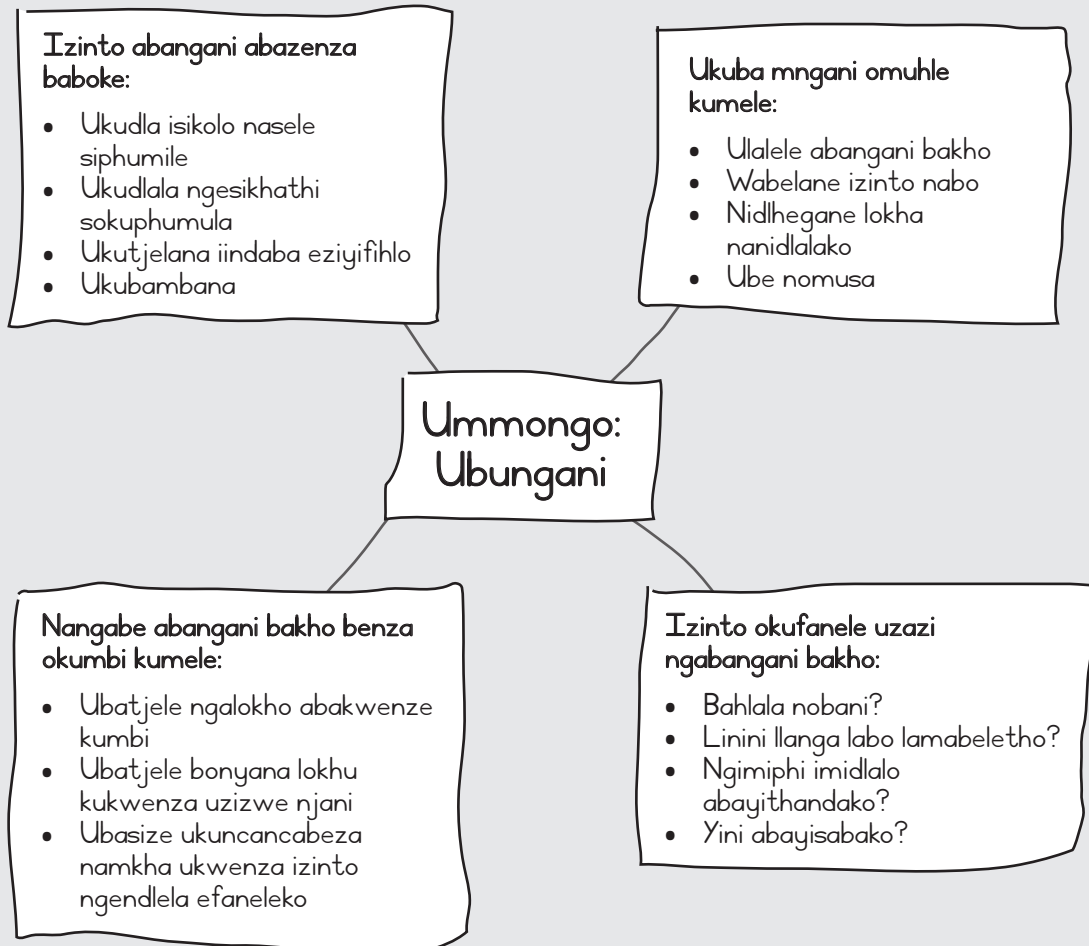 Izinto abangani abazenza
baboke:
• Ukudla isikolo nasele
siphumile
• Ukudlala ngesikhathi
sokuphumula
• Ukutjelana iindaba eziyifihlo
• Ukubambana
Ukuba mngani omuhle
kumele:
• Ulalele abangani bakho
• Wabelane izinto nabo
• Nidlhegane lokha
nanidlalako
• Ube nomusa
Ummongo:
Ubungani
Nangabe abangani bakho benza
okumbi kumele:
• Ubatjele ngalokho abakwenze
kumbi
• Ubatjele bonyana lokhu
kukwenza uzizwe njani
• Ubasize ukuncancabeza
namkha ukwenza izinto
ngendlela efaneleko
Izinto okufanele uzazi
ngabangani bakho:
• Bahlala nobani?
• Linini llanga labo lamabeletho?
• Ngimiphi imidlalo
abayithandako?
• Yini abayisabako?